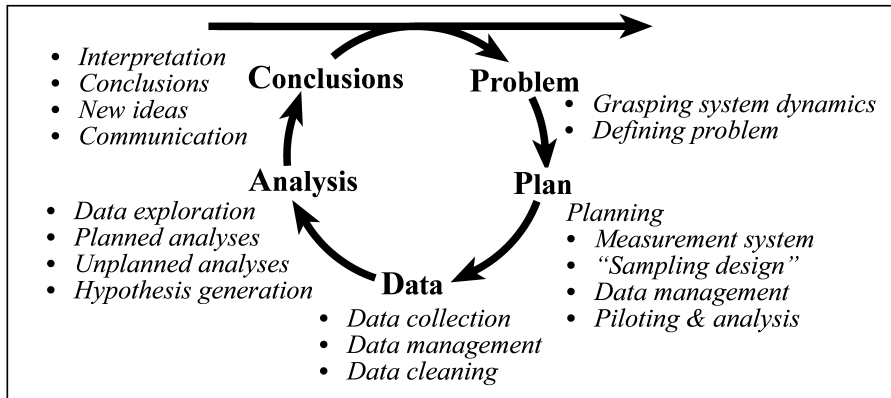 • Interpretation
• Conclusions
• New ideas
• Communication
Conclusions
Problem
• Grasping system dynamics
• Defining problem
Plan
Planning
• Measurement system
• “Sampling design”
• Data management
• Piloting & analysis
Data
• Data collection
• Data management
• Data cleaning
Analysis
• Data exploration
• Planned analyses
• Unplanned analyses
• Hypothesis generation